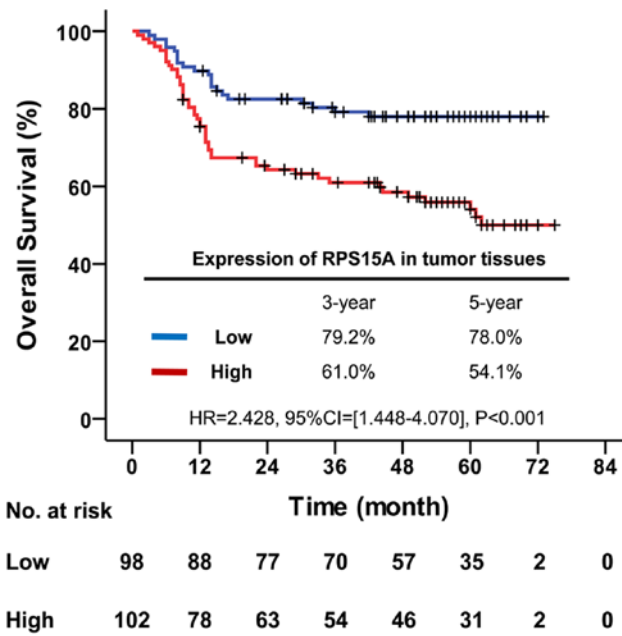 Overall Survival (%)
100
80
60
40
20
0
Expression of RPS15A in tumor tissues
3-year 5-year
Low 79.2% 78.0%
High 61.0% 54.1%
HR=2.428, 95%CI=[1.448-4.070], P<0.001
0 12 24 36 48 60 72 84
Time (month)
No. at risk
Low 98 88 77 70 57 35 2 0
High 102 78 63 54 46 31 2 0